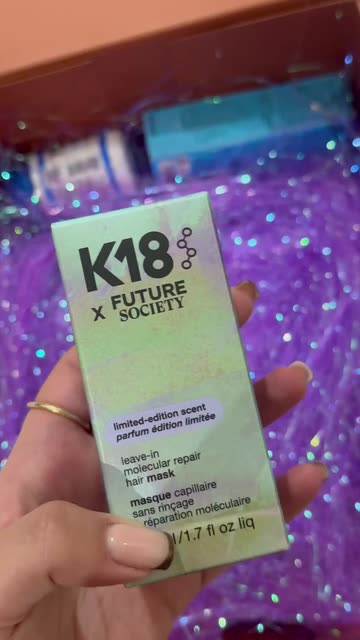 K18
X FUTURE
SOCIETY
limited-edition scent
parfum édition limitée
leave-in
molecular repair
hair mask
masque capillaire
sans rinçage
réparation moléculaire
l/1.7 fl oz liq